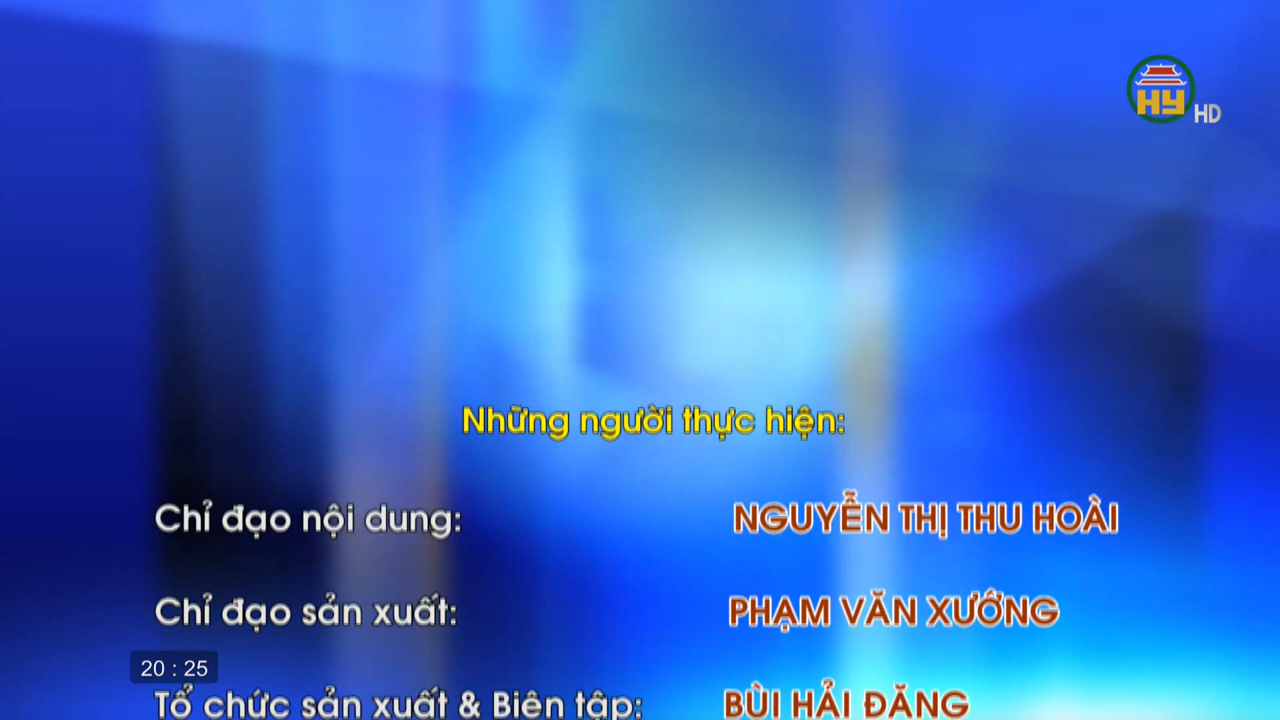 HY HD
Những người thực hiện:
Chỉ đạo nội dung: NGUYỄN THỊ THU HOÀI
Chỉ đạo sản xuất: PHẠM VĂN XƯỚNG
20 : 25
Tổ chức sản xuất & Biên tập: BÙI HẢI ĐĂNG